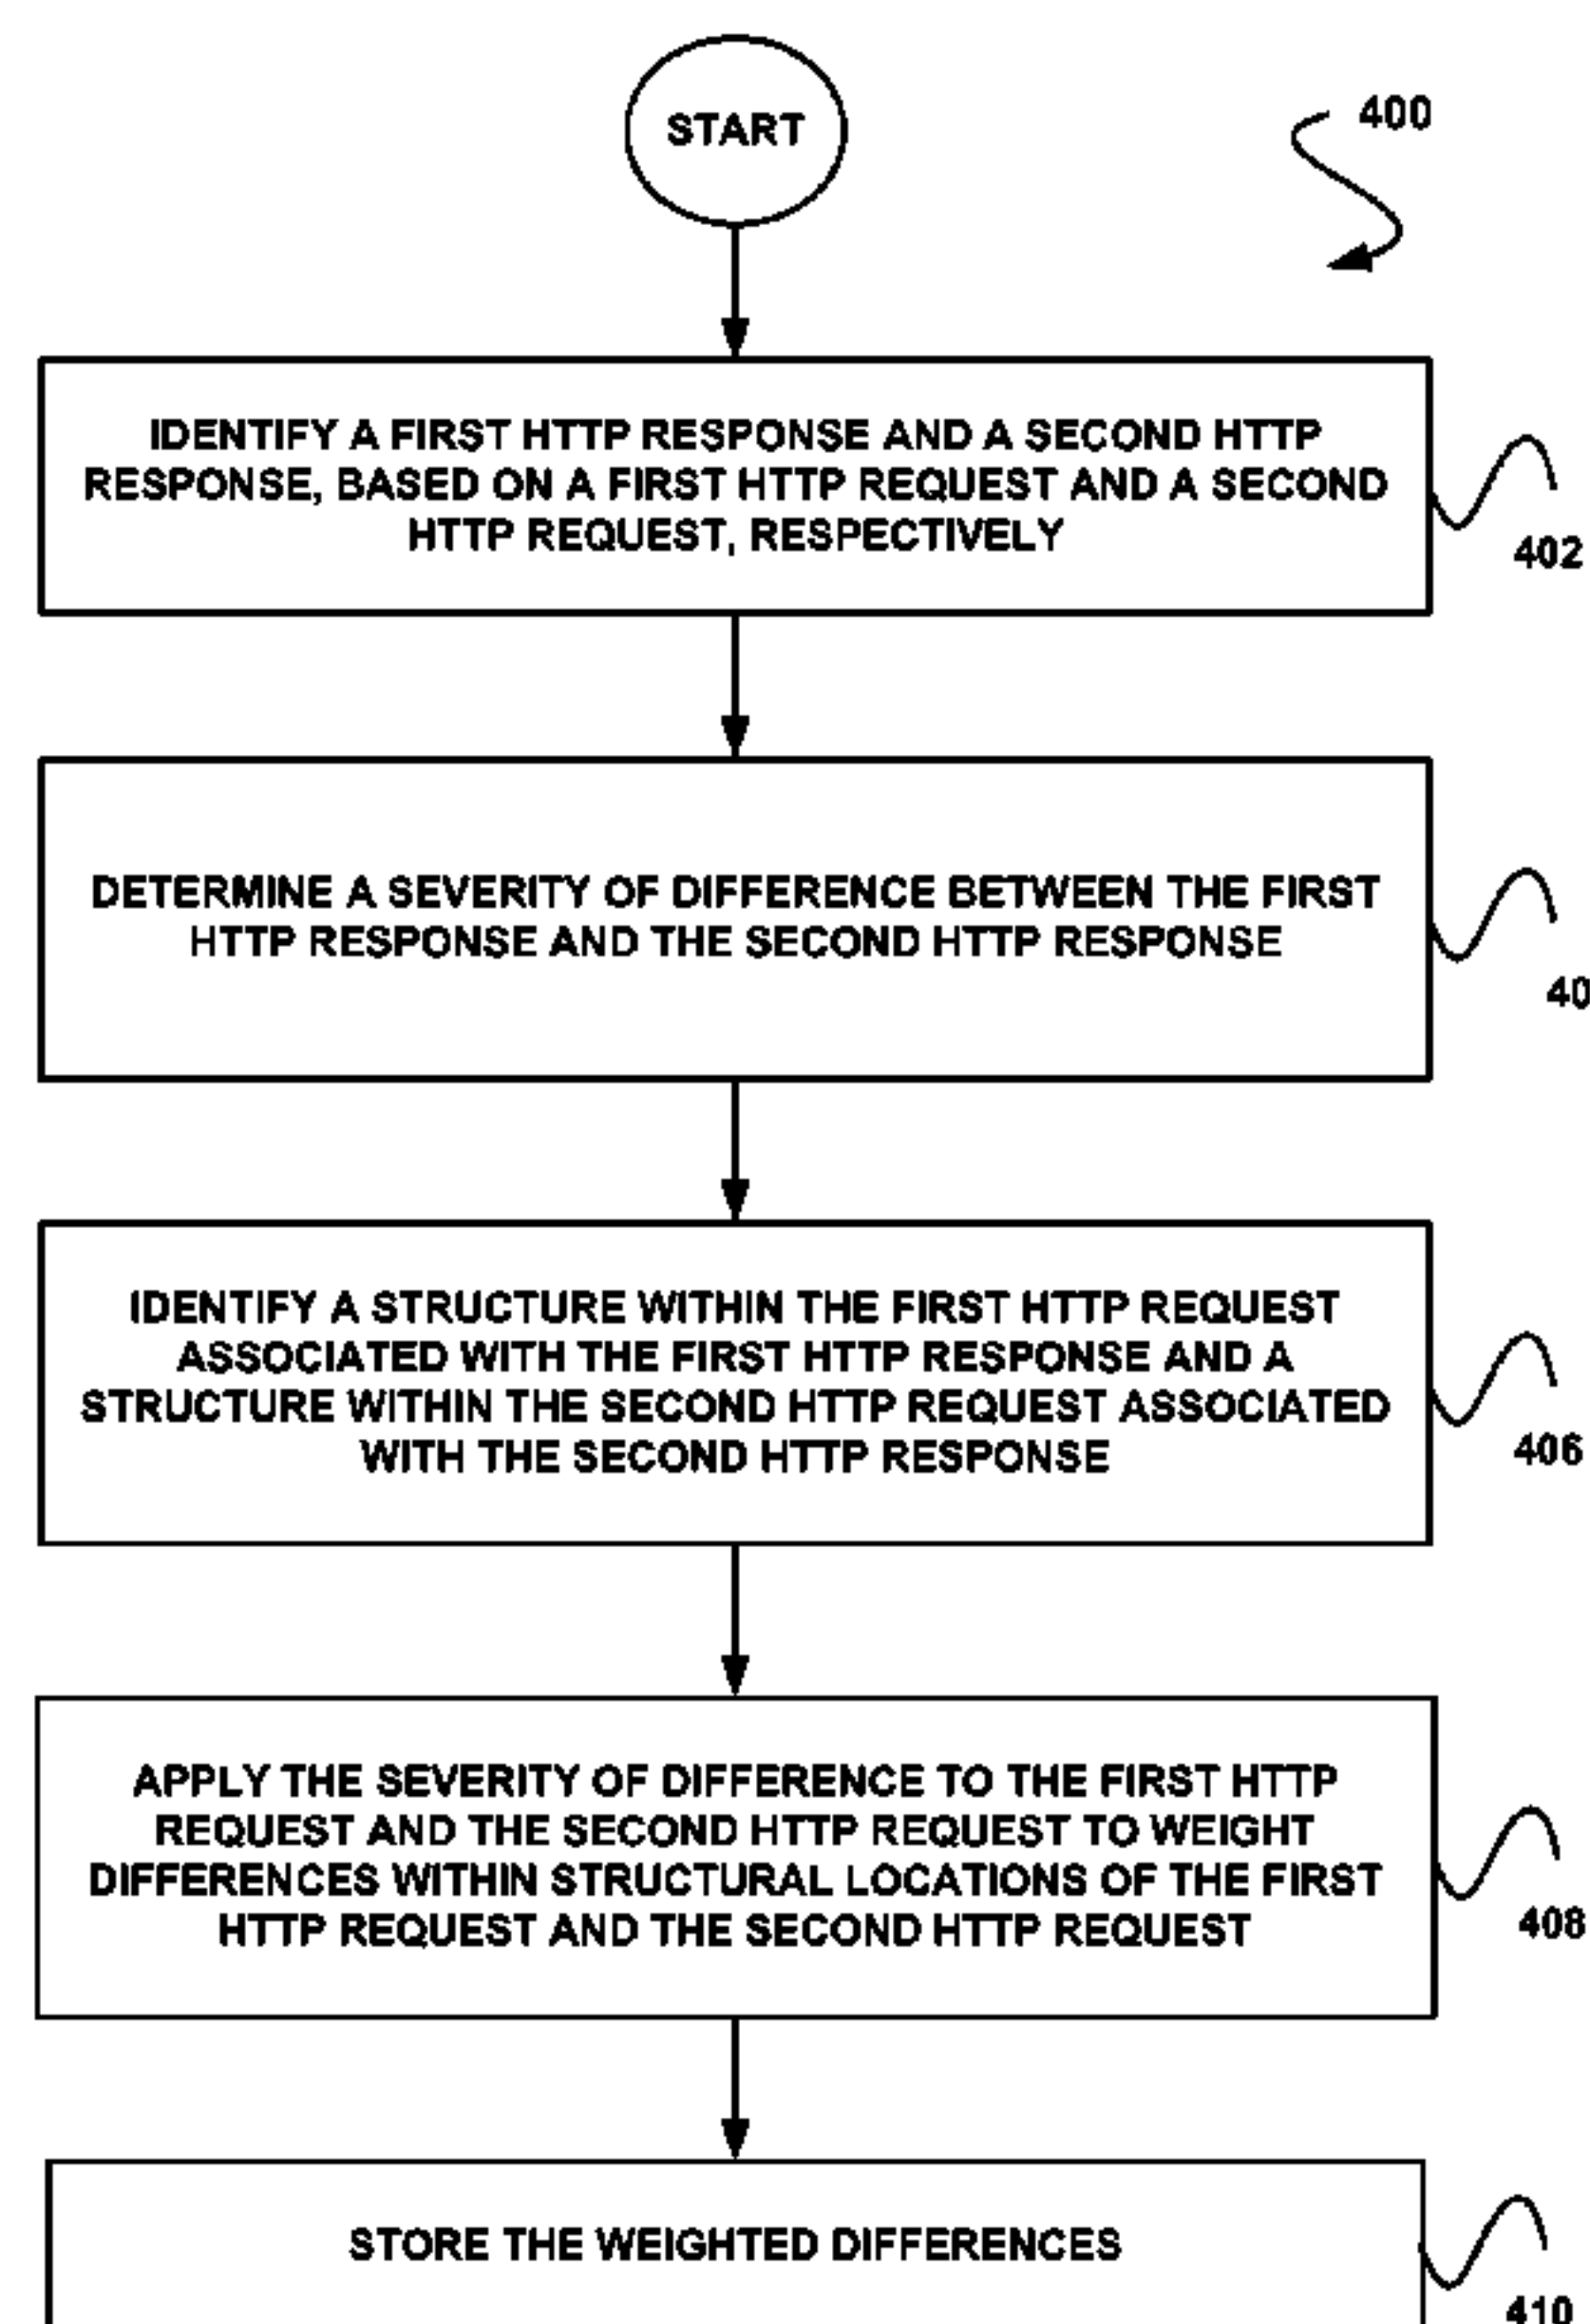 START
400
IDENTIFY A FIRST HTTP RESPONSE AND A SECOND HTTP
RESPONSE, BASED ON A FIRST HTTP REQUEST AND A SECOND
HTTP REQUEST, RESPECTIVELY
402
DETERMINE A SEVERITY OF DIFFERENCE BETWEEN THE FIRST
HTTP RESPONSE AND THE SECOND HTTP RESPONSE
40
IDENTIFY A STRUCTURE WITHIN THE FIRST HTTP REQUEST
ASSOCIATED WITH THE FIRST HTTP RESPONSE AND A
STRUCTURE WITHIN THE SECOND HTTP REQUEST ASSOCIATED
WITH THE SECOND HTTP RESPONSE
406
APPLY THE SEVERITY OF DIFFERENCE TO THE FIRST HTTP
REQUEST AND THE SECOND HTTP REQUEST TO WEIGHT
DIFFERENCES WITHIN STRUCTURAL LOCATIONS OF THE FIRST
HTTP REQUEST AND THE SECOND HTTP REQUEST
408
STORE THE WEIGHTED DIFFERENCES
410